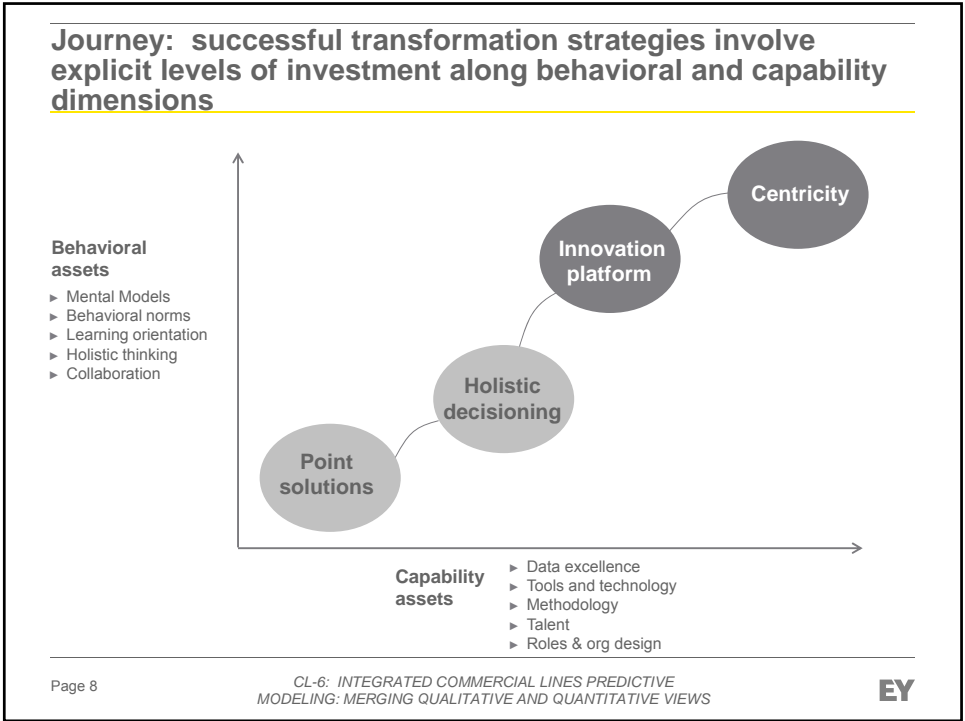 Journey: successful transformation strategies involve
explicit levels of investment along behavioral and capability
dimensions
Centricity
Innovation
platform
Behavioral
assets
► Mental Models
► Behavioral norms
► Learning orientation
► Holistic thinking
► Collaboration
Holistic
decisioning
Point
solutions
Capability
assets
► Data excellence
► Tools and technology
► Methodology
► Talent
► Roles & org design
Page 8
CL-6: INTEGRATED COMMERCIAL LINES PREDICTIVE
MODELING: MERGING QUALITATIVE AND QUANTITATIVE VIEWS
EY